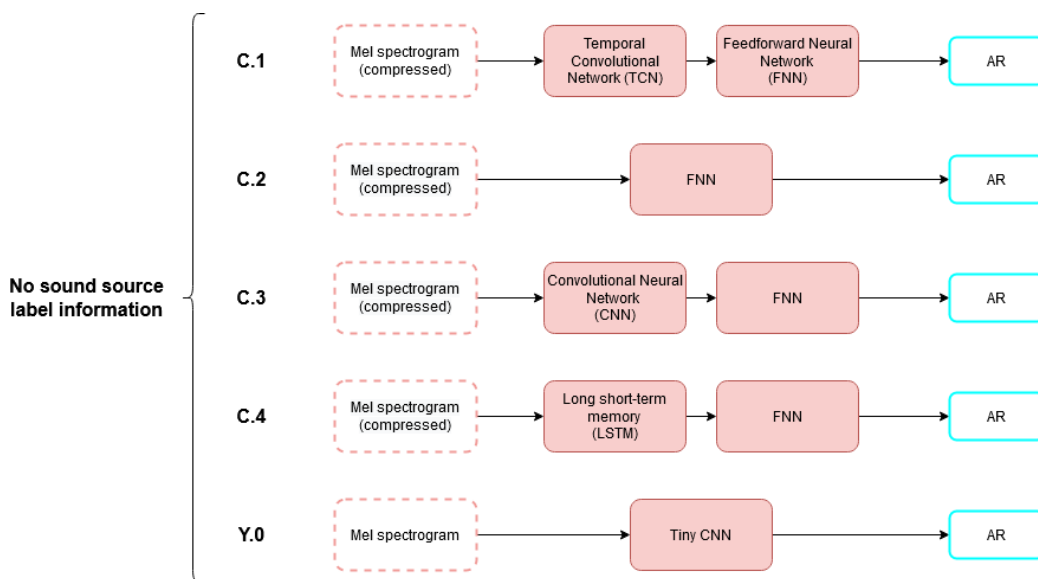 C.1
Mel spectrogram
(compressed)
Temporal
Convolutional
Network (TCN)
Feedforward Neural
Network
(FNN)
AR
C.2
Mel spectrogram
(compressed)
FNN
AR
No sound source
label information
C.3
Mel spectrogram
(compressed)
Convolutional Neural
Network
(CNN)
FNN
AR
C.4
Mel spectrogram
(compressed)
Long short-term
memory
(LSTM)
FNN
AR
Y.0
Mel spectrogram
Tiny CNN
AR